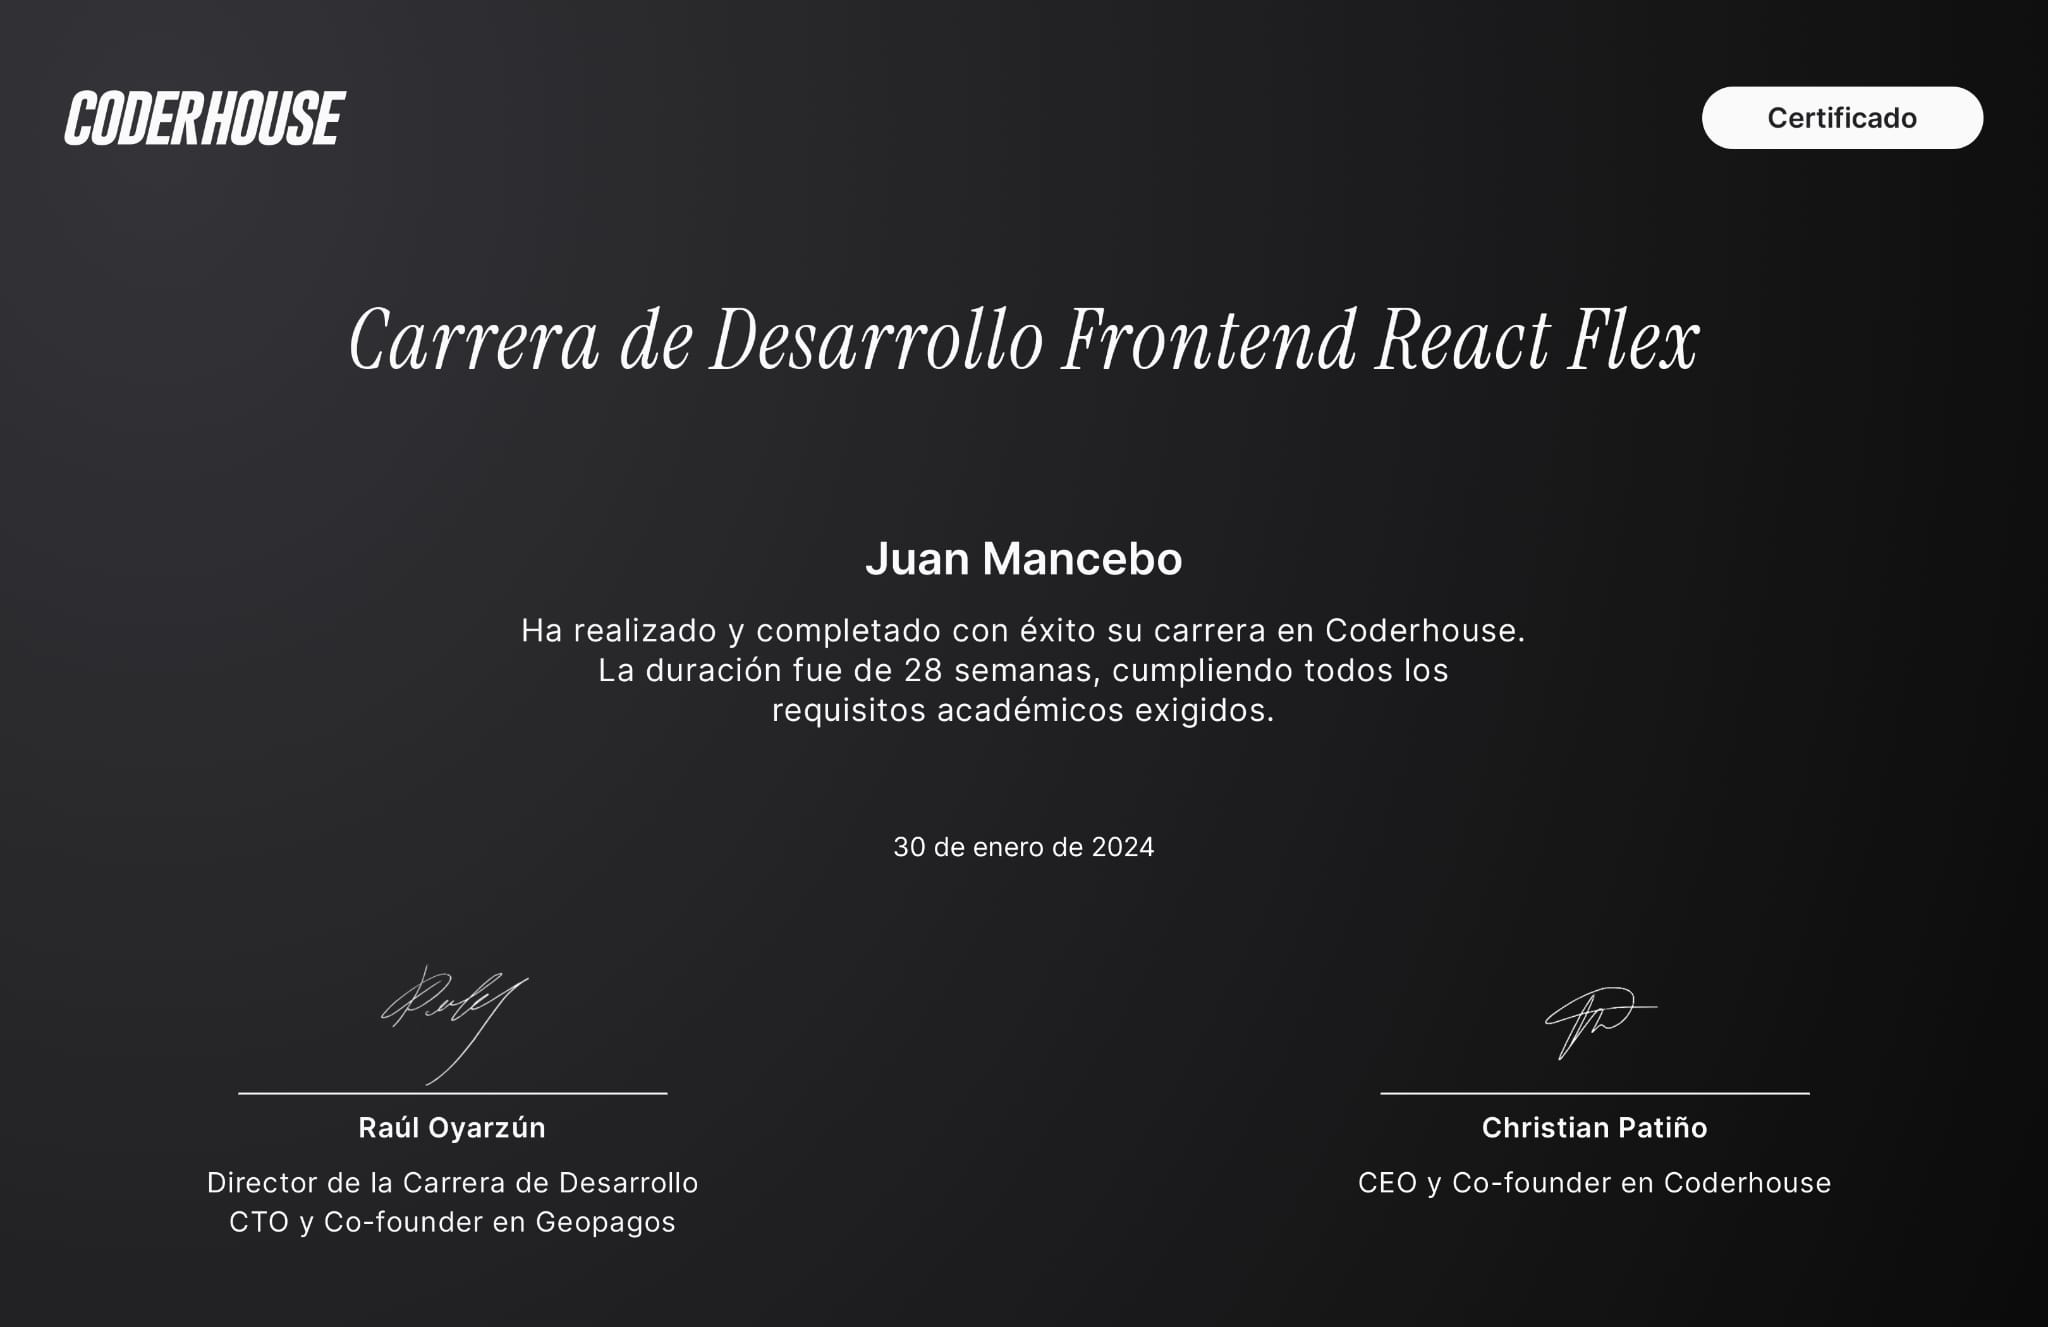 CODERHOUSE
Certificado
Carrera de Desarrollo Frontend React Flex
Juan Mancebo
Ha realizado y completado con éxito su carrera en Coderhouse.
La duración fue de 28 semanas, cumpliendo todos los
requisitos académicos exigidos.
30 de enero de 2024
Raúl Oyarzún
Director de la Carrera de Desarrollo
CTO y Co-founder en Geopagos
Christian Patiño
CEO y Co-founder en Coderhouse